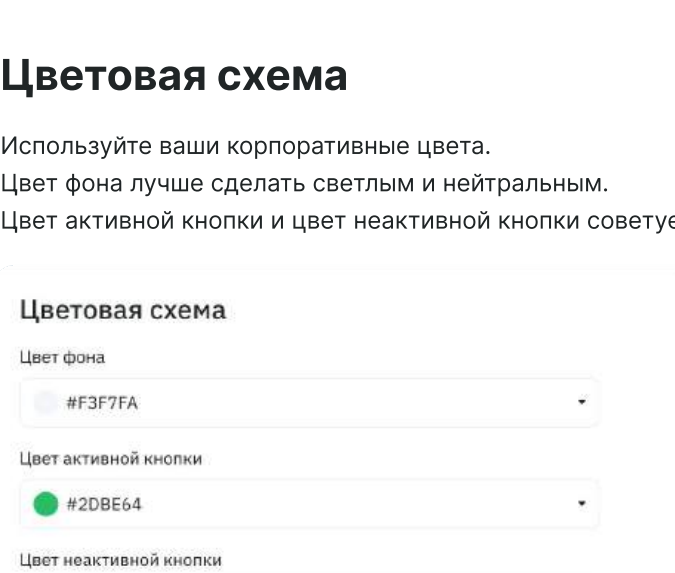 Цветовая схема
Используйте ваши корпоративные цвета.
Цвет фона лучше сделать светлым и нейтральным.
Цвет активной кнопки и цвет неактивной кнопки
Цветовая схема
Цвет фона
#F3F7FA
Цвет активной кнопки
#2DBE64
Цвет неактивной кнопки